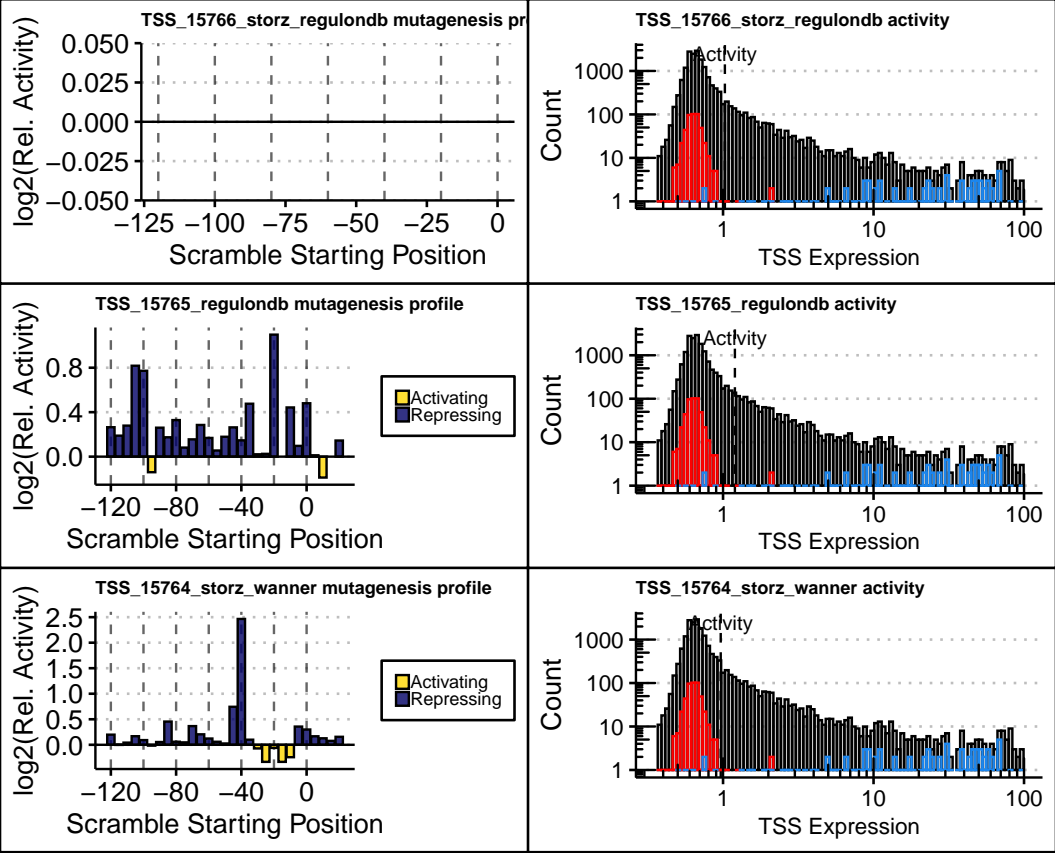 TSS_15766_storz_regulondb mutagenesis pr
log2(Rel. Activity)
0.050
0.025
0.000
−0.025
−0.050
−125 −100 −75 −50 −25 0
Scramble Starting Position
TSS_15766_storz_regulondb activity
Activity
Count
1000
100
10
1
1 10 100
TSS Expression
TSS_15765_regulondb mutagenesis profile
log2(Rel. Activity)
0.8
0.4
0.0
−120 −80 −40 0
Scramble Starting Position
Activating
Repressing
TSS_15765_regulondb activity
Activity
Count
1000
100
10
1
1 10 100
TSS Expression
TSS_15764_storz_wanner mutagenesis profile
log2(Rel. Activity)
2.5
2.0
1.5
1.0
0.5
0.0
−120 −80 −40 0
Scramble Starting Position
Activating
Repressing
TSS_15764_storz_wanner activity
Activity
Count
1000
100
10
1
1 10 100
TSS Expression